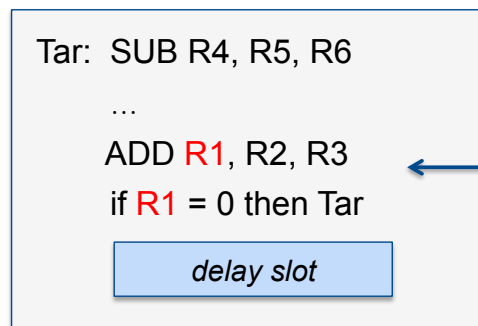 Tar: SUB R4, R5, R6
...
ADD R1, R2, R3
if R1 = 0 then Tar
delay slot